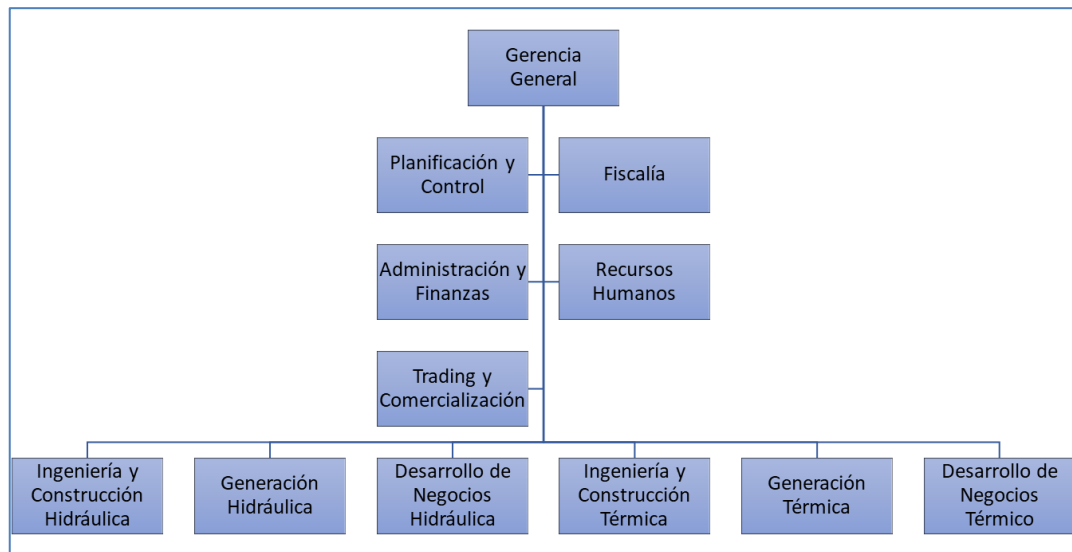 Gerencia
General
Planificación y
Control
Fiscalía
Administración y
Finanzas
Recursos
Humanos
Trading y
Comercialización
Ingeniería y
Construcción
Hidráulica
Generación
Hidráulica
Desarrollo de
Negocios
Hidráulica
Ingeniería y
Construcción
Térmica
Generación
Térmica
Desarrollo de
Negocios
Térmico